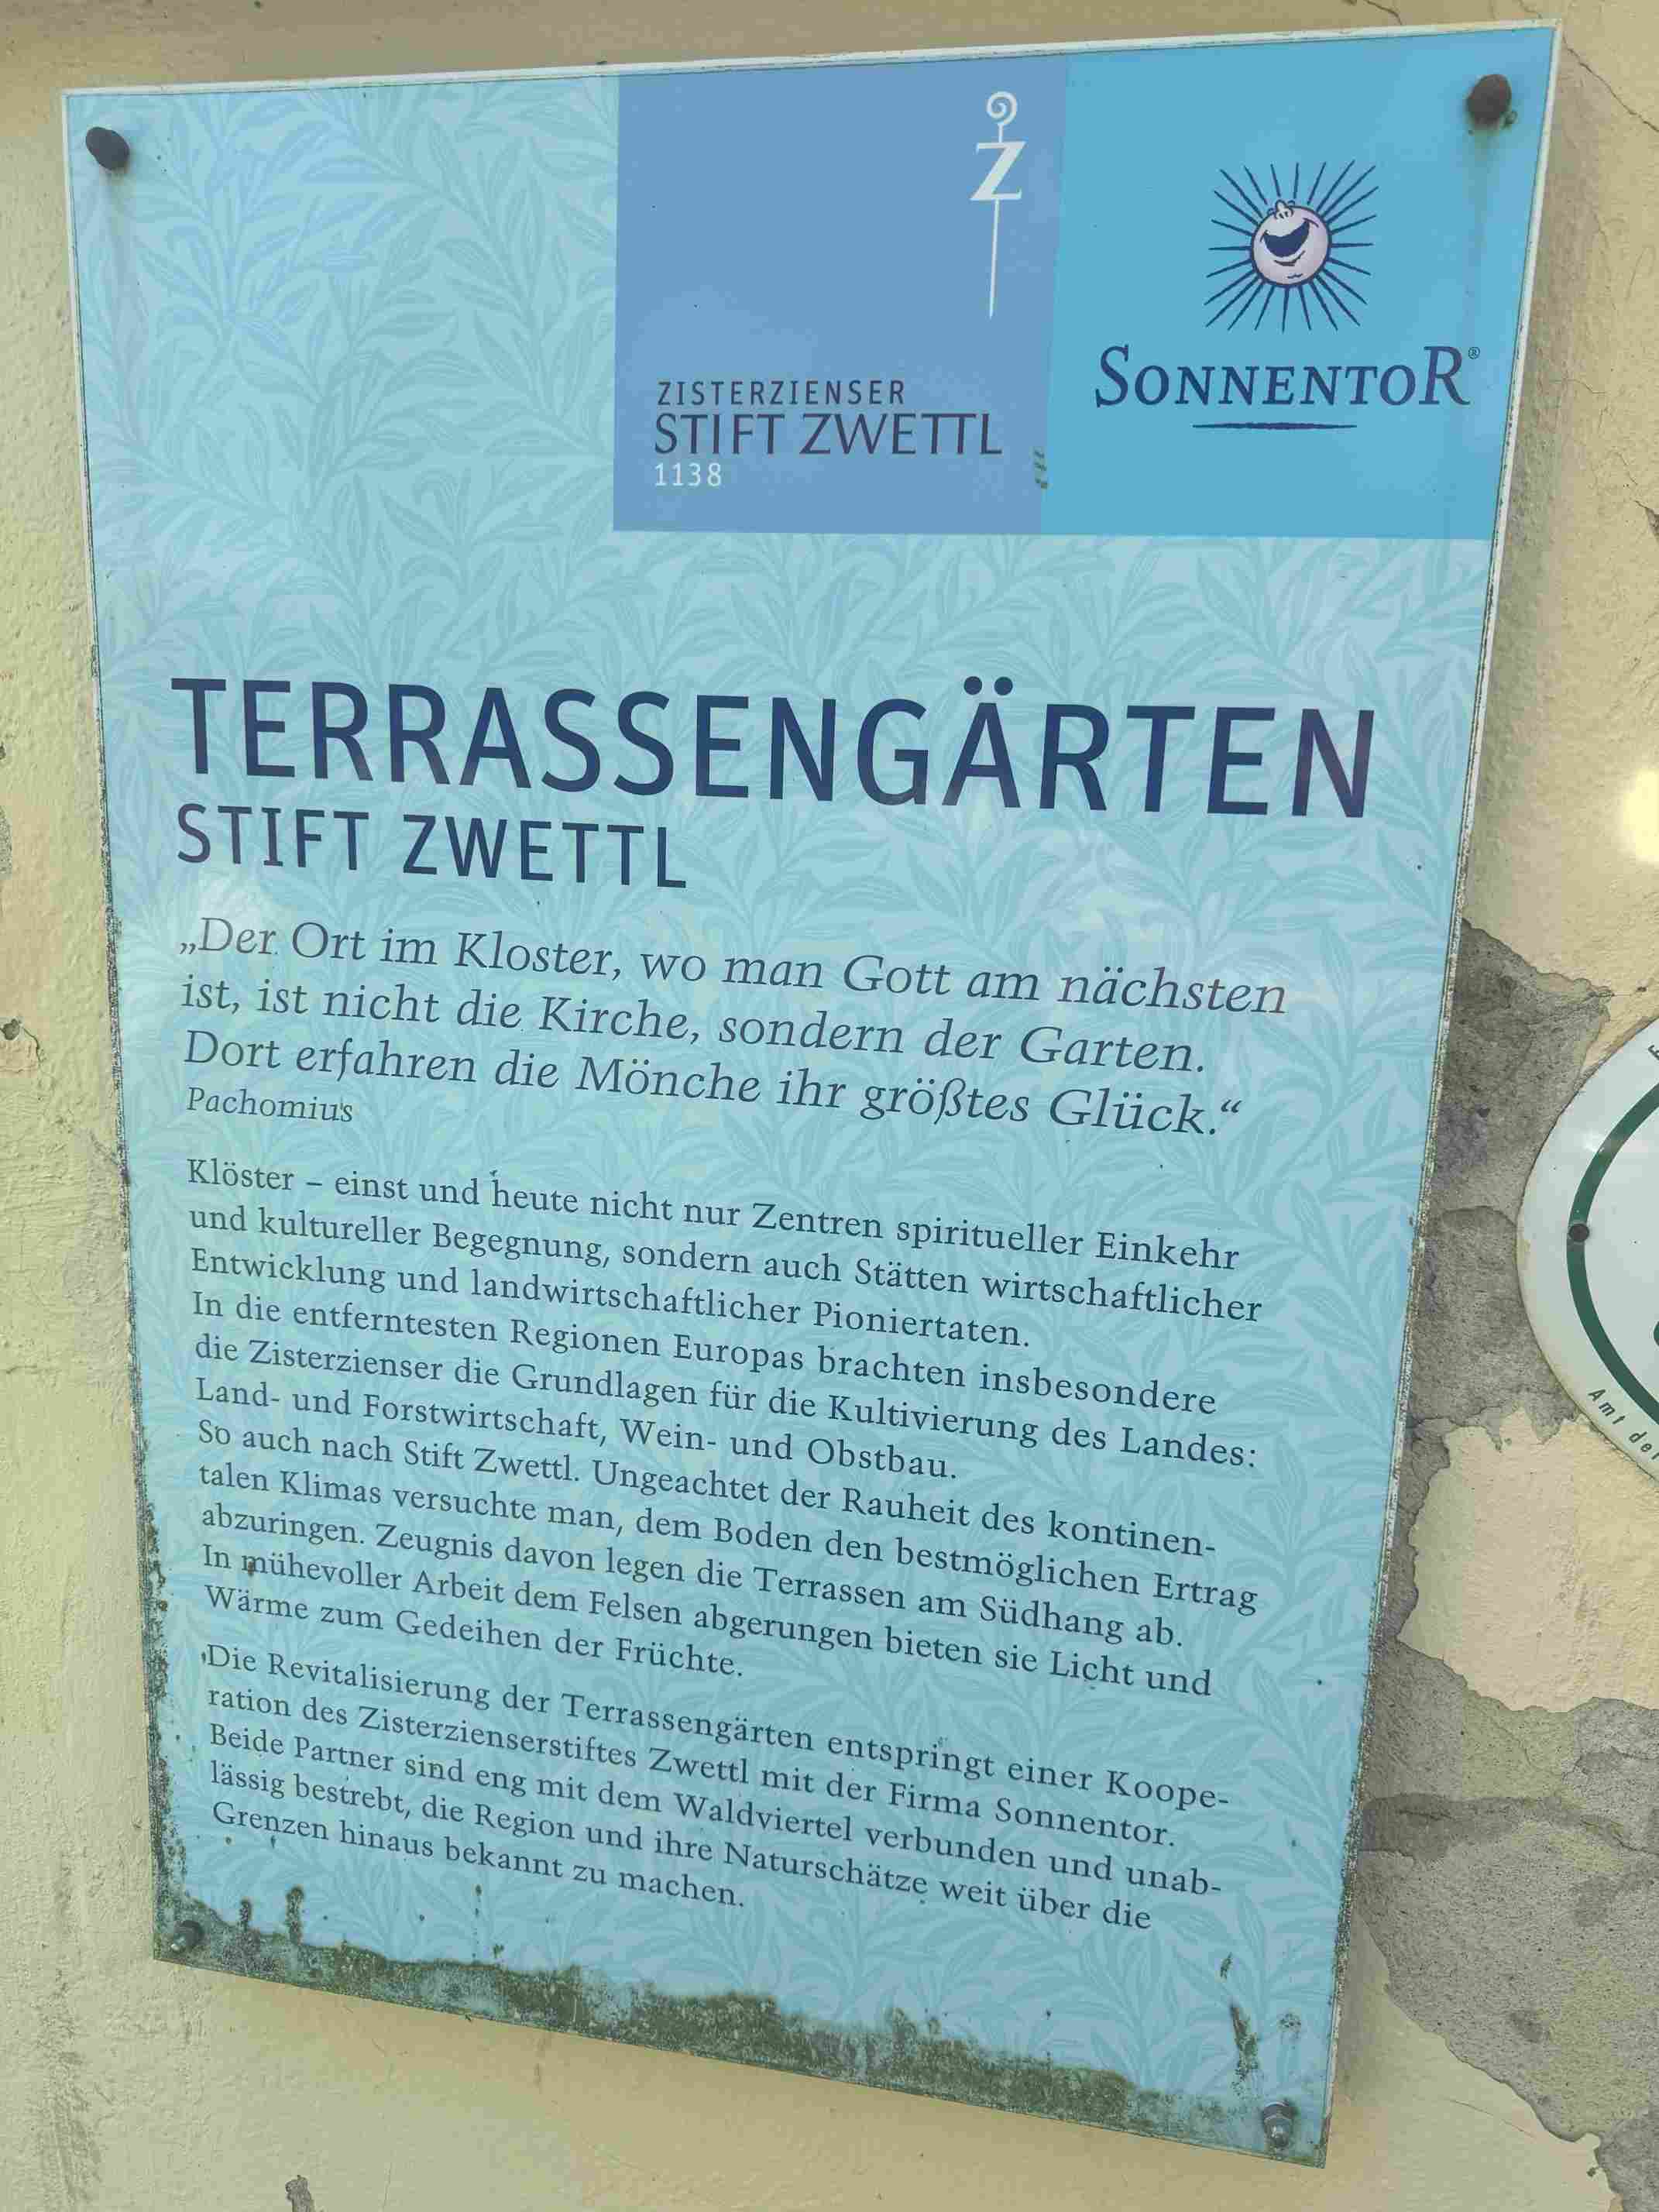 ZISTERZIENSER
STIFT ZWETTL
1138
Z
SONNENTOR®
TERRASSENGÄRTEN
STIFT ZWETTL
„Der Ort im Kloster, wo man Gott am nächsten
ist, ist nicht die Kirche, sondern der Garten.
Dort erfahren die Mönche ihr größtes Glück.“
Pachomius
Klöster – einst und heute nicht nur Zentren spiritueller Einkehr
und kultureller Begegnung, sondern auch Stätten wirtschaftlicher
Entwicklung und landwirtschaftlicher Pioniertaten.
In die entferntesten Regionen Europas brachten insbesondere
die Zisterzienser die Grundlagen für die Kultivierung des Landes:
Land- und Forstwirtschaft, Wein- und Obstbau.
So auch nach Stift Zwettl. Ungeachtet der Rauheit des kontinen-
talen Klimas versuchte man, dem Boden den bestmöglichen Ertrag
abzuringen. Zeugnis davon legen die Terrassen am Südhang ab.
In mühevoller Arbeit dem Felsen abgerungen bieten sie Licht und
Wärme zum Gedeihen der Früchte.
Die Revitalisierung der Terrassengärten entspringt einer Koope-
ration des Zisterzienserstiftes Zwettl mit der Firma Sonnentor.
Beide Partner sind eng mit dem Waldviertel verbunden und unab-
lässig bestrebt, die Region und ihre Naturschätze weit über die
Grenzen hinaus bekannt zu machen.
Amt der